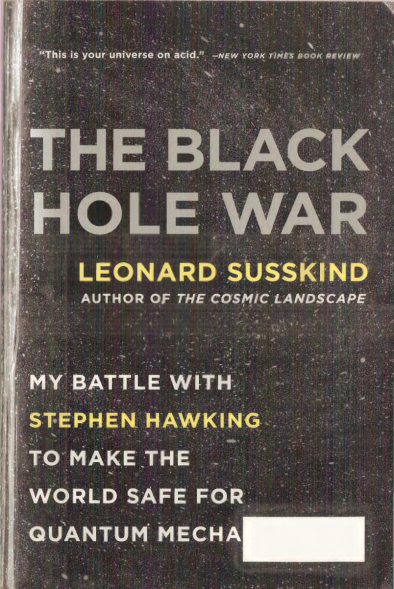 “This is your universe on acid.” —NEW YORK TIMES BOOK REVIEW
THE BLACK
HOLE WAR
LEONARD SUSSKIND
AUTHOR OF THE COSMIC LANDSCAPE
MY BATTLE WITH
STEPHEN HAWKING
TO MAKE THE
WORLD SAFE FOR
QUANTUM MECHA